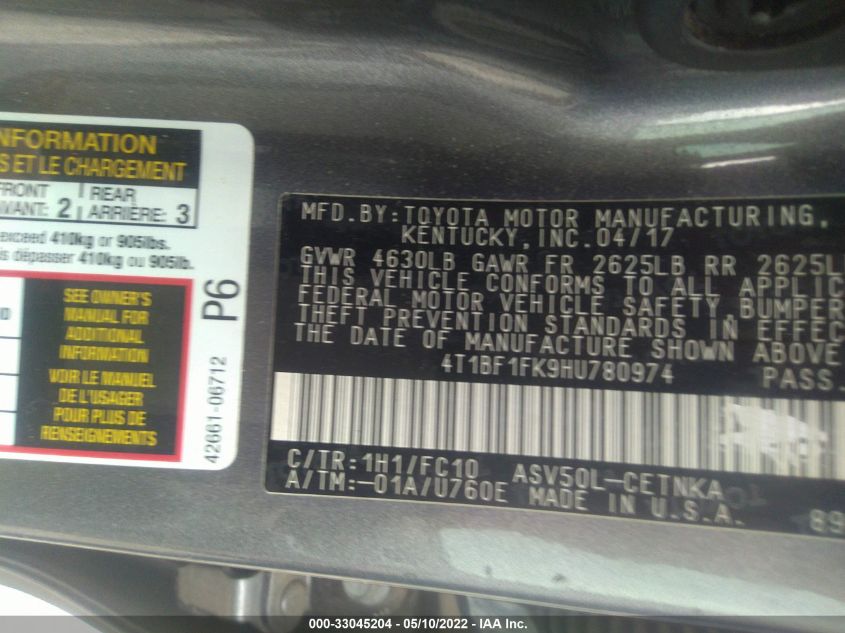 NFORMATION
S ET LE CHARGEMENT
FRONT 2 REAR 3
VANT: ARRIÈRE:
exceed 410kg or 905lbs.
s dépasser 410kg ou 905lb.
SEE OWNER'S
MANUAL FOR
ADDITIONAL
INFORMATION
VOIR LE MANUEL
DE L'USAGER
POUR PLUS DE
RENSEIGNEMENTS
P6
42661-06712
MFD.BY:TOYOTA MOTOR MANUFACTURING,
KENTUCKY,INC.04/17
GVWR 4630LB GAWR FR 2625LB RR 2625L
THIS VEHICLE CONFORMS TO ALL APPLIC
FEDERAL MOTOR VEHICLE SAFETY,BUMPER
THEFT PREVENTION STANDARDS IN EFFEC
THE DATE OF MANUFACTURE SHOWN ABOVE
4T1BF1FK9HU780974 PASS.
C/TR:1H1/FC10 ASV50L-CETNKA
A/TM:-01A/U760E MADE IN U.S.A.
89
000-33045204 - 05/10/2022 - IAA Inc.